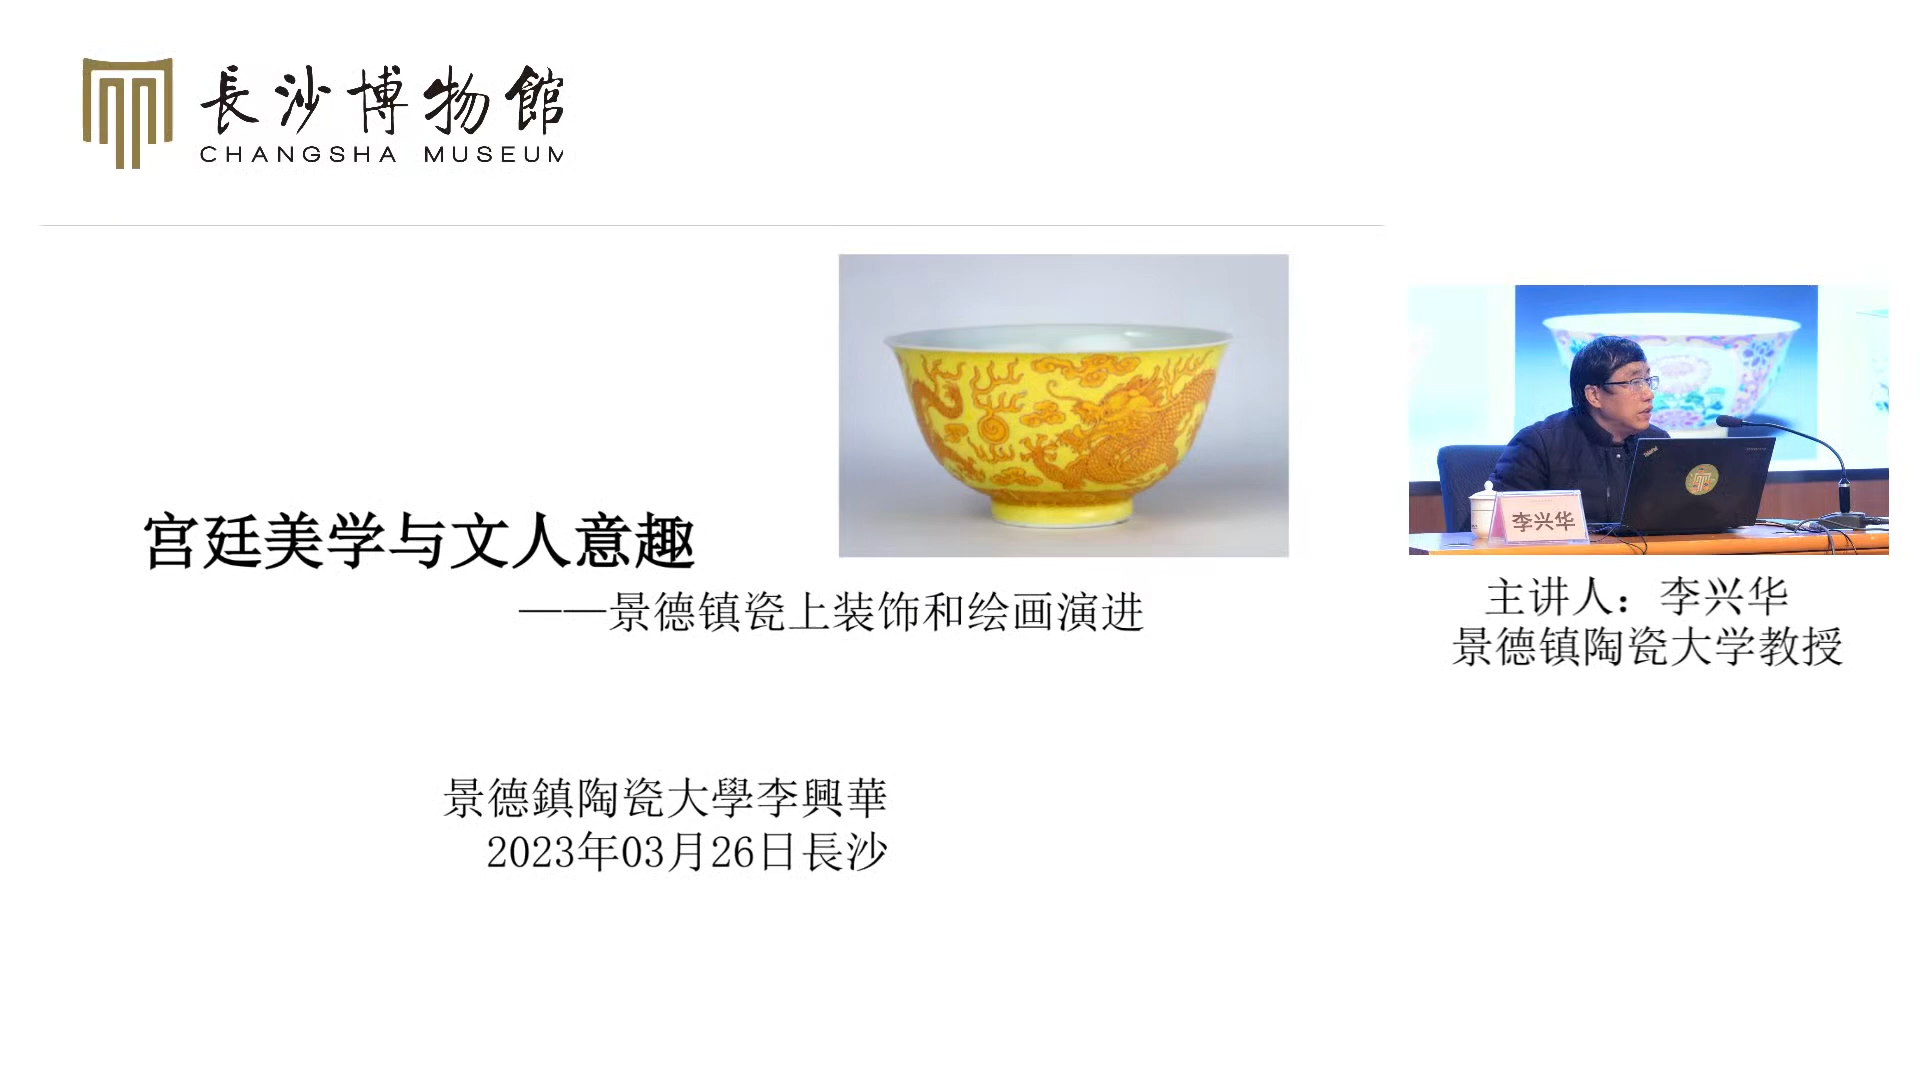 長沙博物館
CHANGSHA MUSEUM
宫廷美学与文人意趣
——景德镇瓷上装饰和绘画演进
李兴华
主讲人：李兴华
景德镇陶瓷大学教授
景德鎮陶瓷大學李興華
2023年03月26日長沙